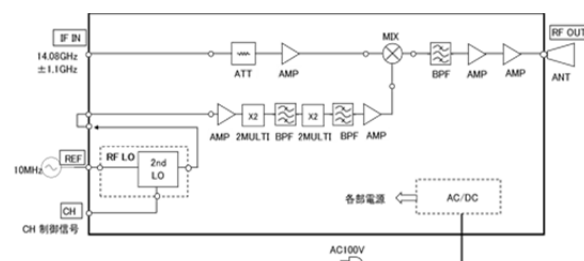 IF IN
14.08GHz
±1.1GHz
ATT
AMP
MIX
BPF
AMP
AMP
RF OUT
ANT
AMP
X2
2MULTI
BPF
X2
2MULTI
BPF
AMP
REF
10MHz
RF LO
2nd
LO
CH
CH 制御信号
各部電源
AC/DC
AC100V